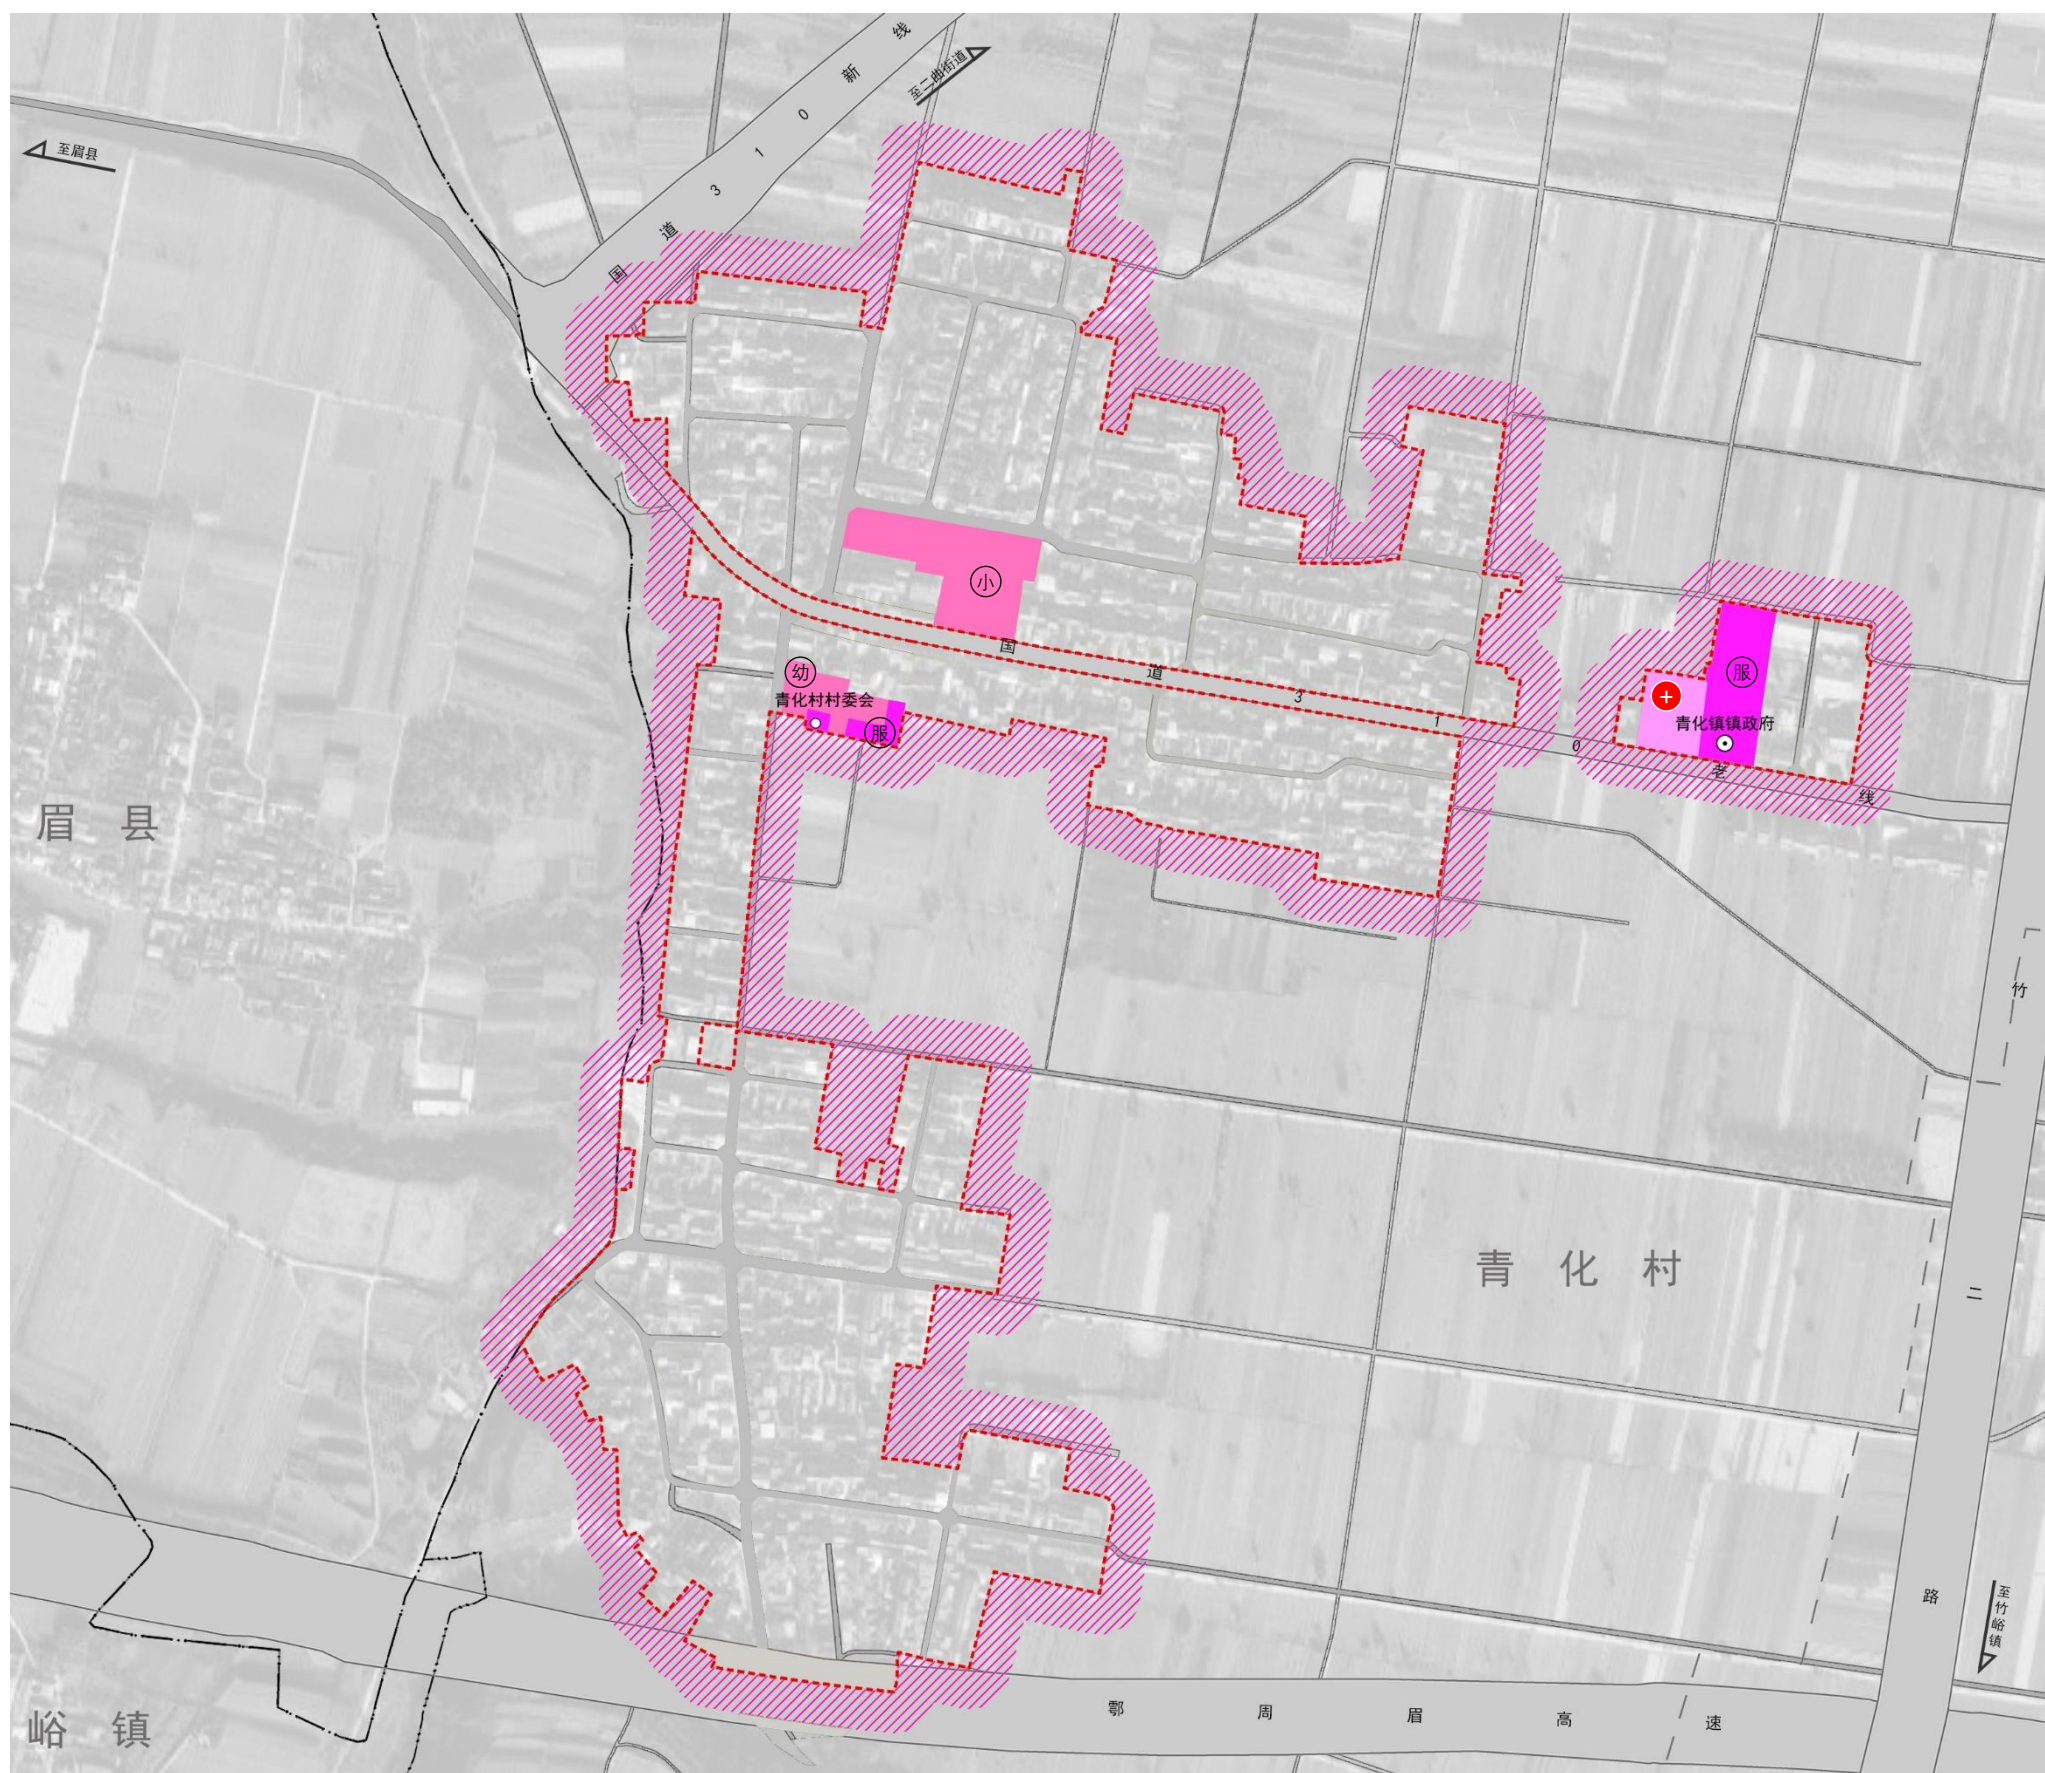 国道310新线
至二曲街道
至眉县
小
国道310老线
幼
青化村村委会
服
服
青化镇镇政府
眉县
竹
二
路
青化村
至竹峪镇
峪镇
鄠周眉高速